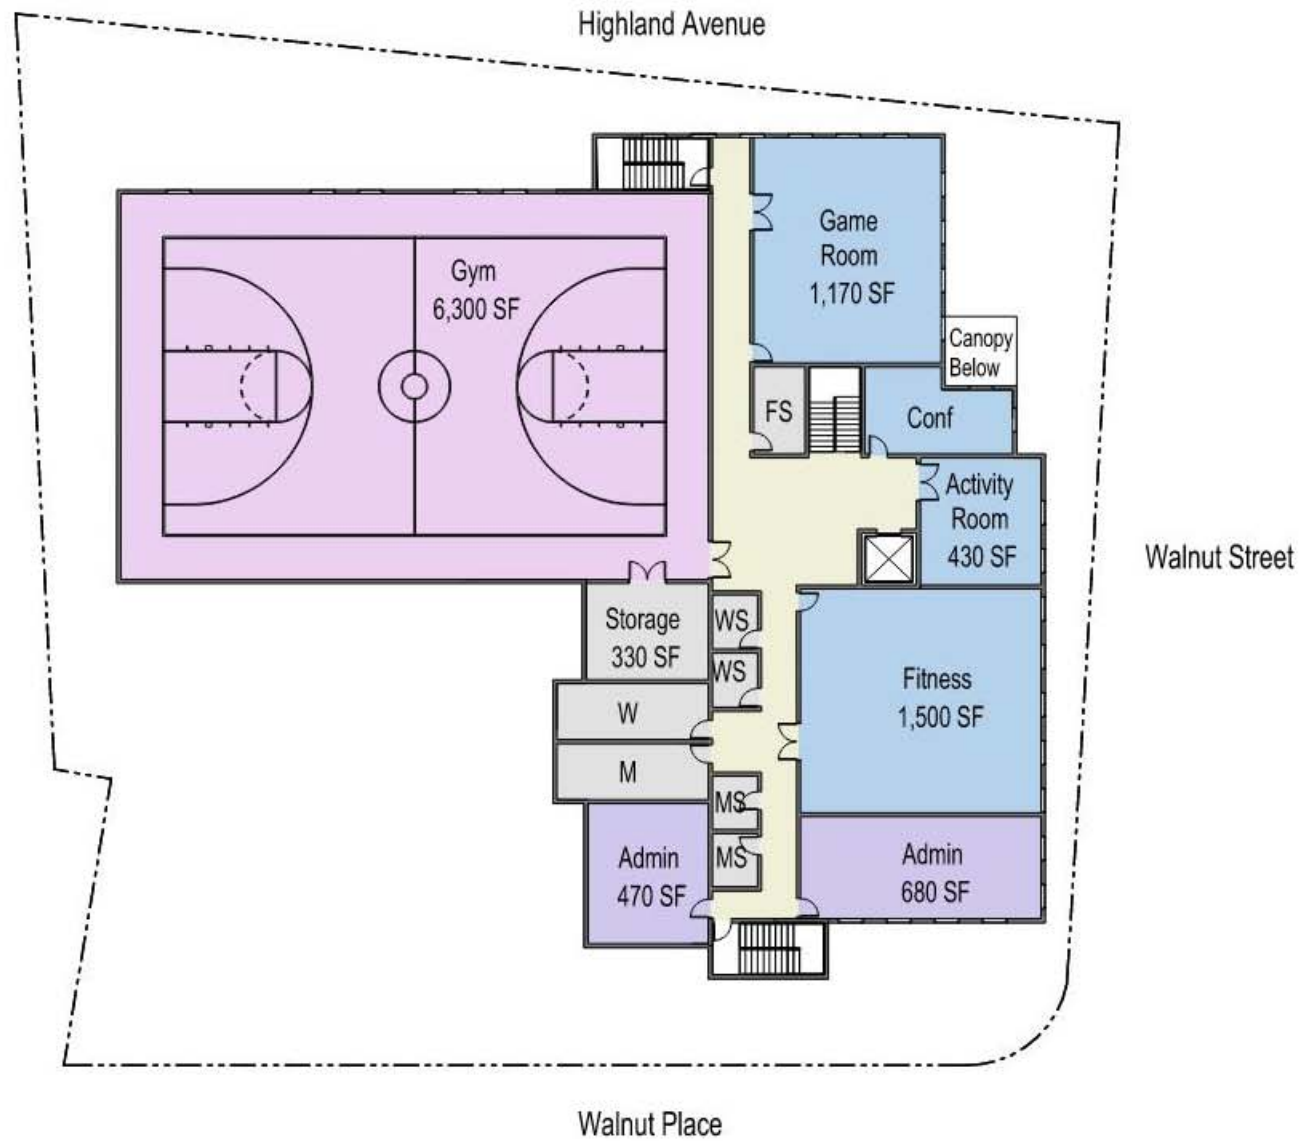 Highland Avenue
Game
Room
1,170 SF
Gym
6,300 SF
Canopy
Below
FS
Conf
Activity
Room
430 SF
Walnut Street
Storage
330 SF
WS
WS
Fitness
1,500 SF
W
M
MS
MS
Admin
470 SF
Admin
680 SF
Walnut Place